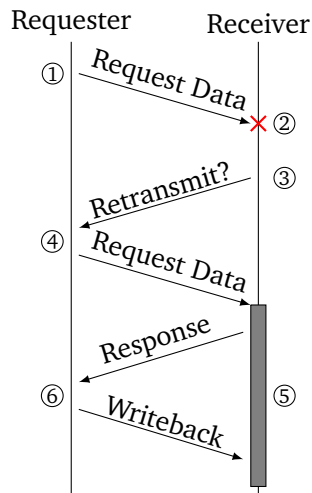 Requester
Receiver
①
Request Data
②
③
Retransmit?
④
Request Data
Response
⑤
⑥
Writeback